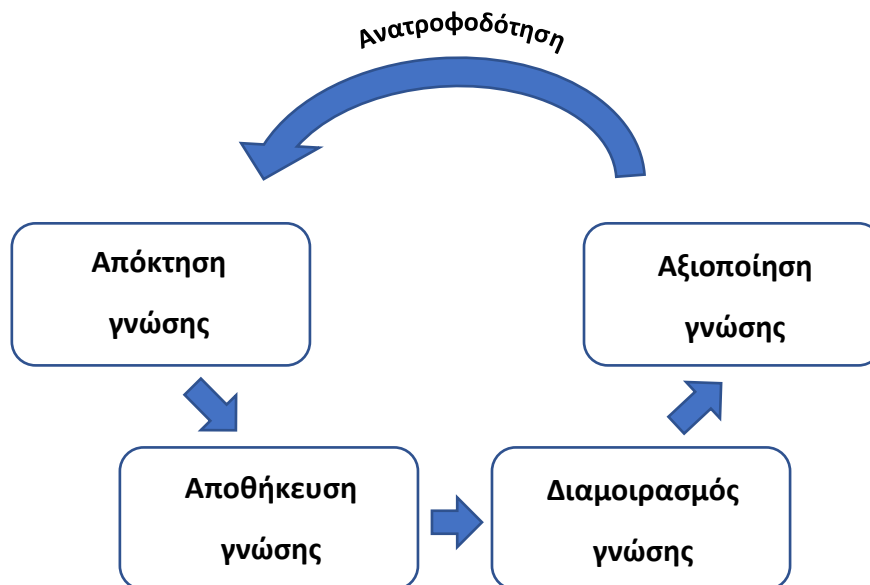 Ανατροφοδότηση
Απόκτηση
γνώσης
Αξιοποίηση
γνώσης
Αποθήκευση
γνώσης
Διαμοιρασμός
γνώσης